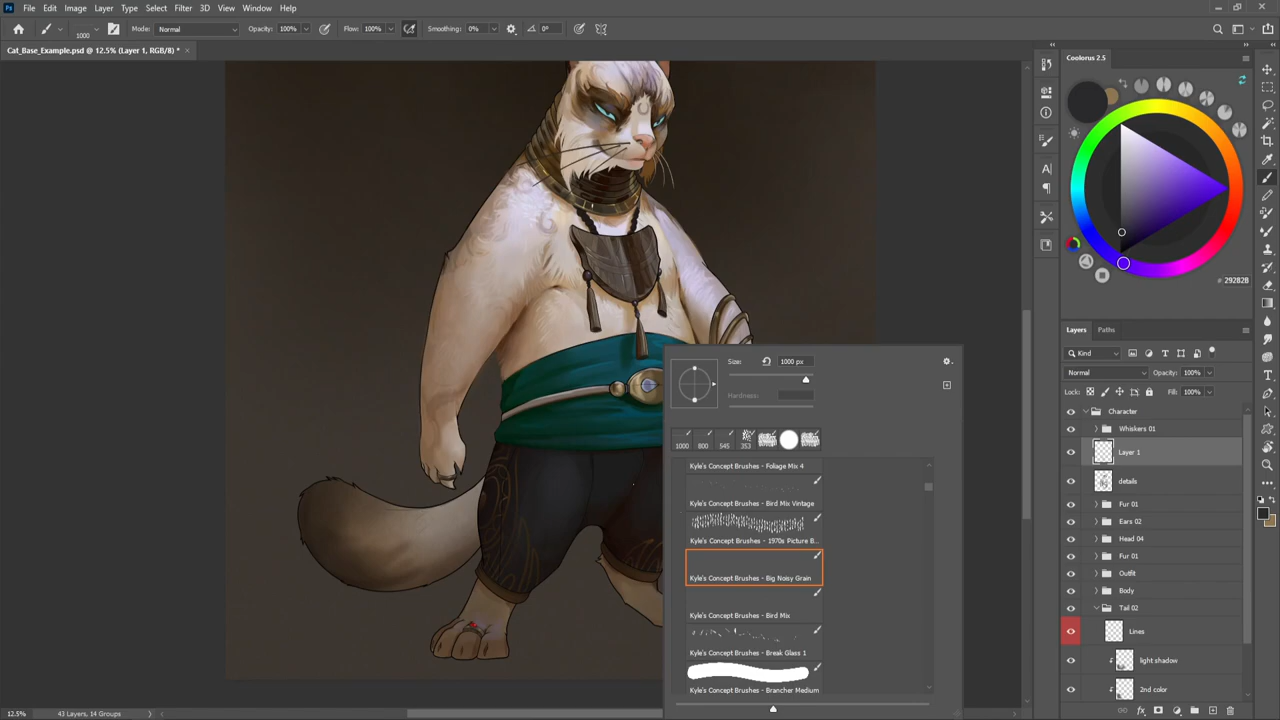 Ps File Edit Image Layer Type Select Filter 3D View Window Help
1000 Mode: Normal Opacity: 100% Flow: 100% Smoothing: 0% 0°
Cat_Base_Example.psd @ 12.5% (Layer 1, RGB/8) * ×
Coolorus 2.5
# 292B2B
Layers Paths
Kind
Normal Opacity: 100%
Lock: Fill: 100%
Character
Whiskers 01
Layer 1
details
Fur 01
Ears 02
Head 04
Fur 01
Outfit
Body
Tail 02
Lines
light shadow
2nd color
Size: 1000 px
Hardness:
1000 800 545 353
Kyle's Concept Brushes - Foliage Mix 4
Kyle's Concept Brushes - Bird Mix Vintage
Kyle's Concept Brushes - 1970s Picture B...
Kyle's Concept Brushes - Big Noisy Grain
Kyle's Concept Brushes - Bird Mix
Kyle's Concept Brushes - Break Glass 1
Kyle's Concept Brushes - Brancher Medium
12.5% 43 Layers, 14 Groups